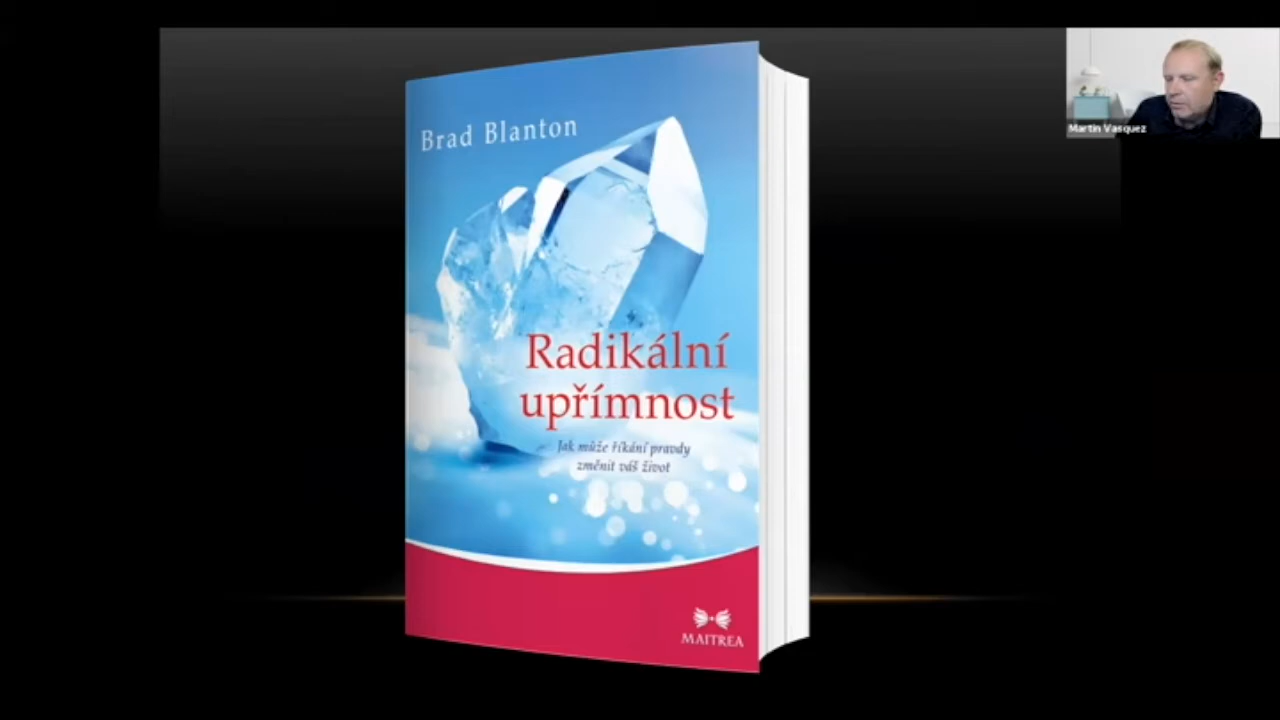 Brad Blanton
Radikální
upřímnost
Jak může říkání pravdy
změnit váš život
MAITREA
Martin Vasquez